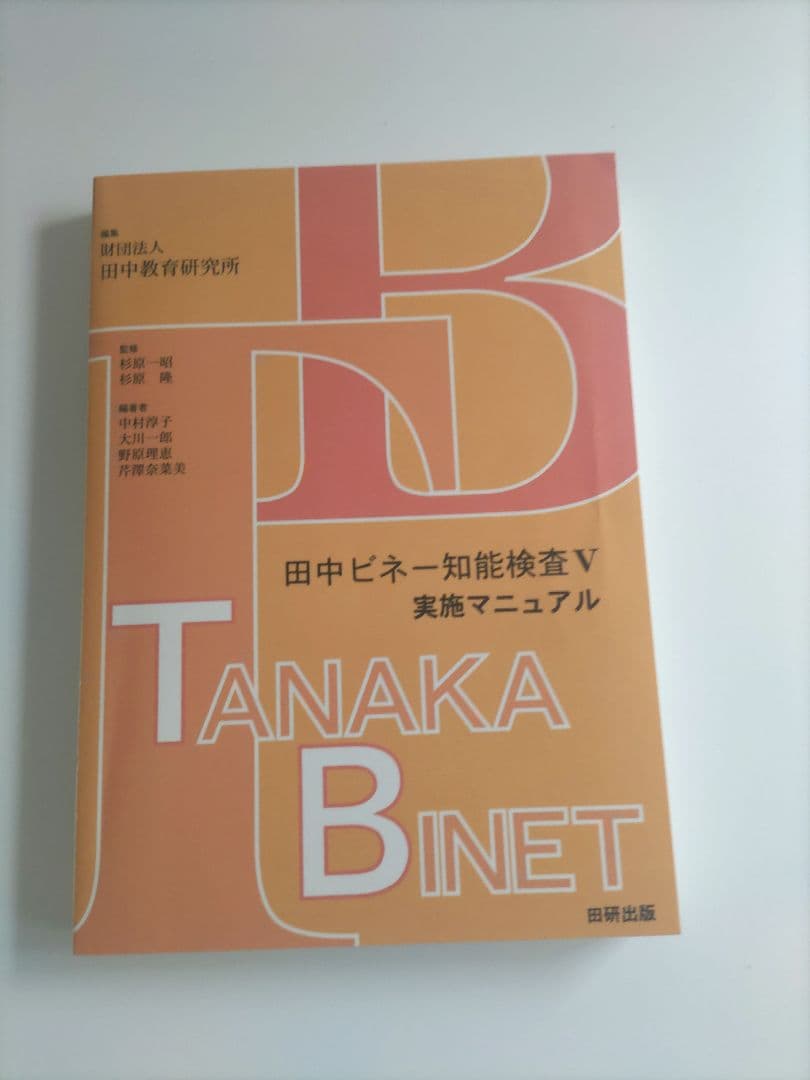 編集
財団法人
田中教育研究所
監修
杉原一昭
杉原 隆
編著者
中村淳子
大川一郎
野原理恵
芹澤奈菜美
田中ビネー知能検査V
実施マニュアル
TANAKA
BINET
田研出版